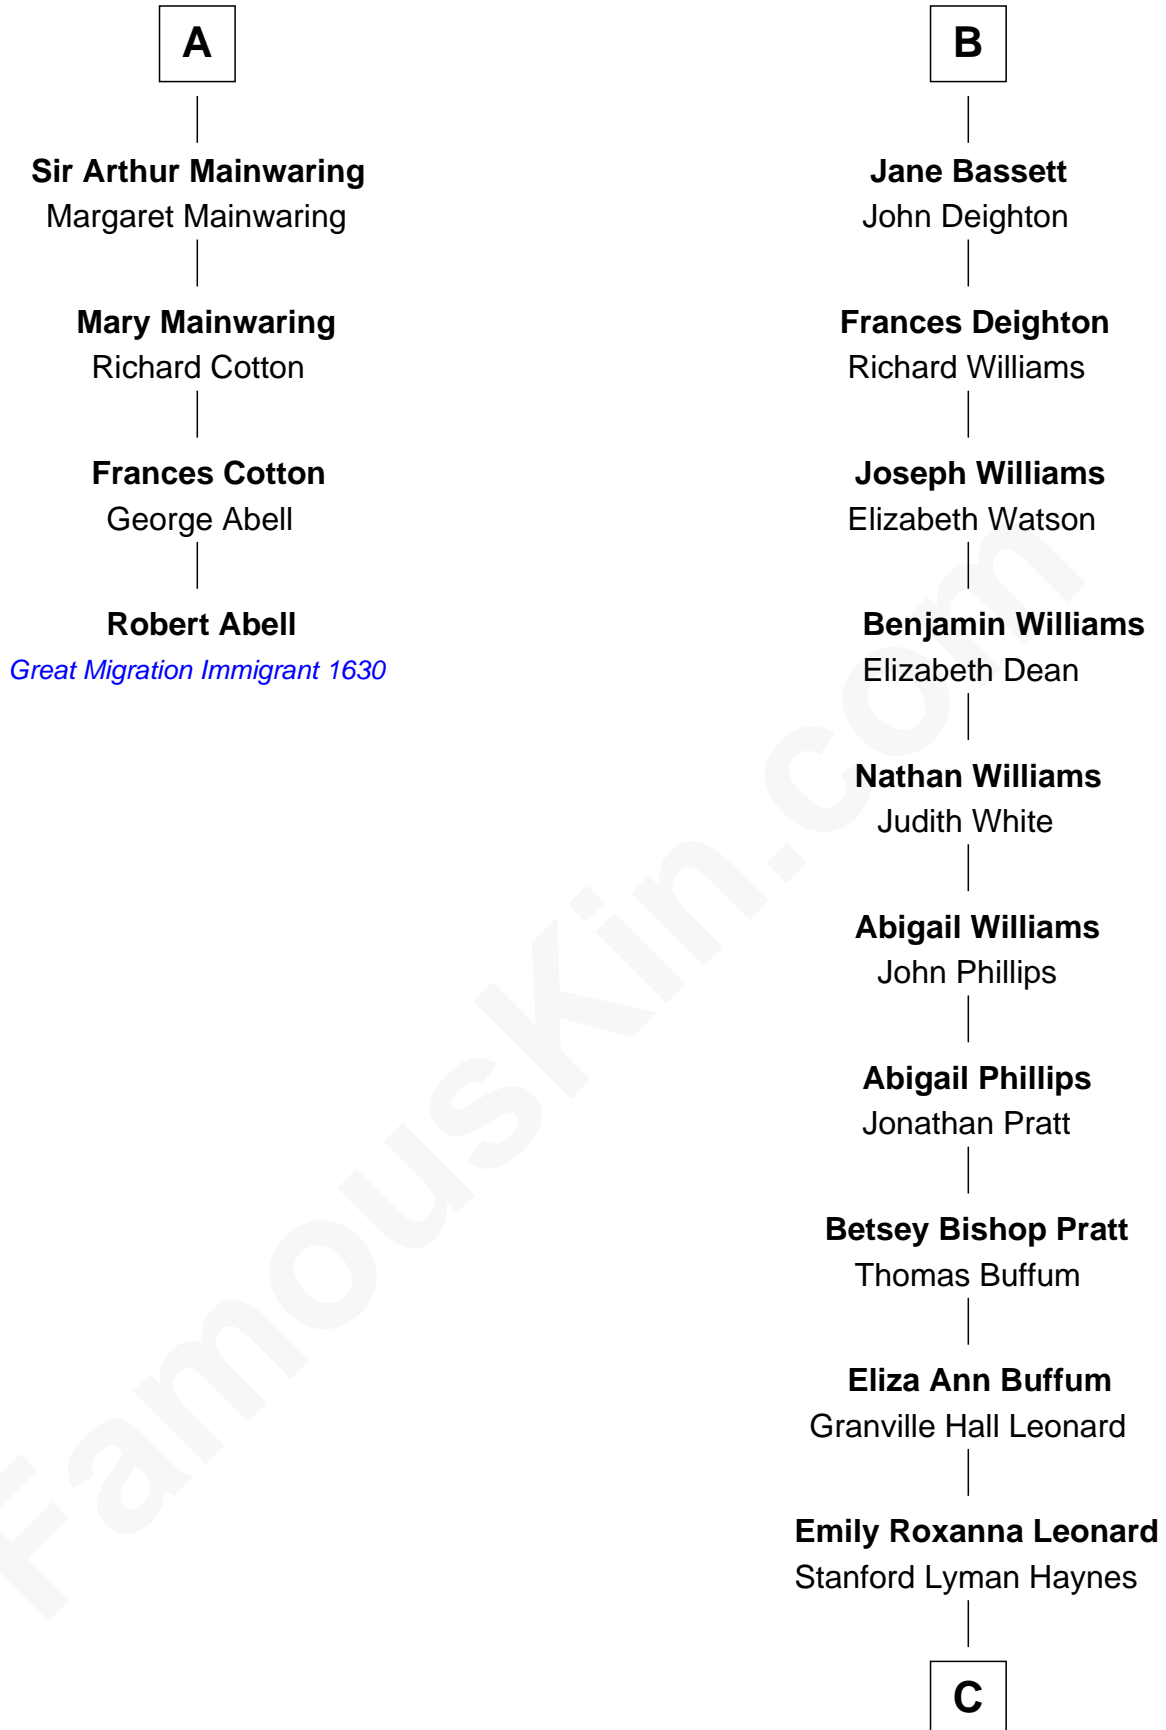 A
Sir Arthur Mainwaring
Margaret Mainwaring
Mary Mainwaring
Richard Cotton
Frances Cotton
George Abell
Robert Abell
Great Migration Immigrant 1630
B
Jane Bassett
John Deighton
Frances Deighton
Richard Williams
Joseph Williams
Elizabeth Watson
Benjamin Williams
Elizabeth Dean
Nathan Williams
Judith White
Abigail Williams
John Phillips
Abigail Phillips
Jonathan Pratt
Betsey Bishop Pratt
Thomas Buffum
Eliza Ann Buffum
Granville Hall Leonard
Emily Roxanna Leonard
Stanford Lyman Haynes
C
FamousKin.com